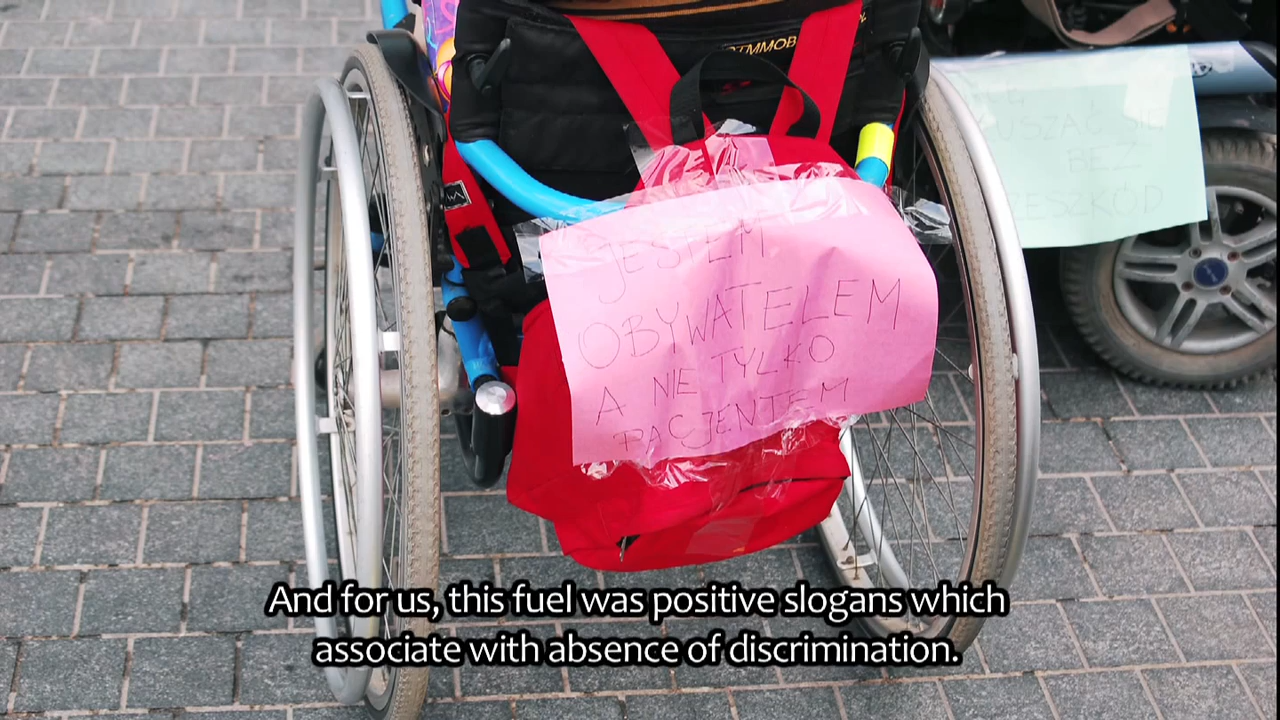 JESTEM
OBYWATELEM
A NIE TYLKO
PACJENTEM
BEZ
And for us, this fuel was positive slogans which
associate with absence of discrimination.